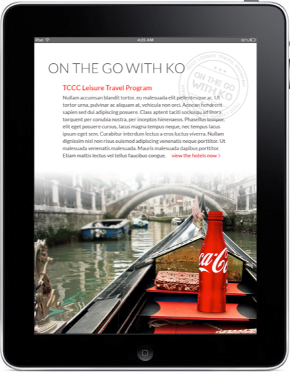 iPad
4:21 AM
ON THE GO WITH KO
ON THE GO
WITH KO
TCCC Leisure Travel Program
Nullam accumsan blandit tortor, eu malesuada elit pellentesque at. Ut
tortor urna, pulvinar ac aliquam at, vehicula non orci. Aenean hendrerit
sapien sed dui adipiscing posuere. Class aptent taciti sociosqu ad litora
torquent per conubia nostra, per inceptos himenaeos. Phasellus tortor,
elit eget posuere cursus, lacus magna tempus neque, nec tempus lacus
ipsum eget sem. Curabitur interdum lectus a eros luctus viverra. Nullam
dignissim nisl non risus euismod adipiscing venenatis neque porttitor. Ut
malesuada venenatis malesuada. Mauris malesuada dapibus porttitor.
Etiam mattis lectus vel tellus faucibus congue. view the hotels now >
Coca-Cola